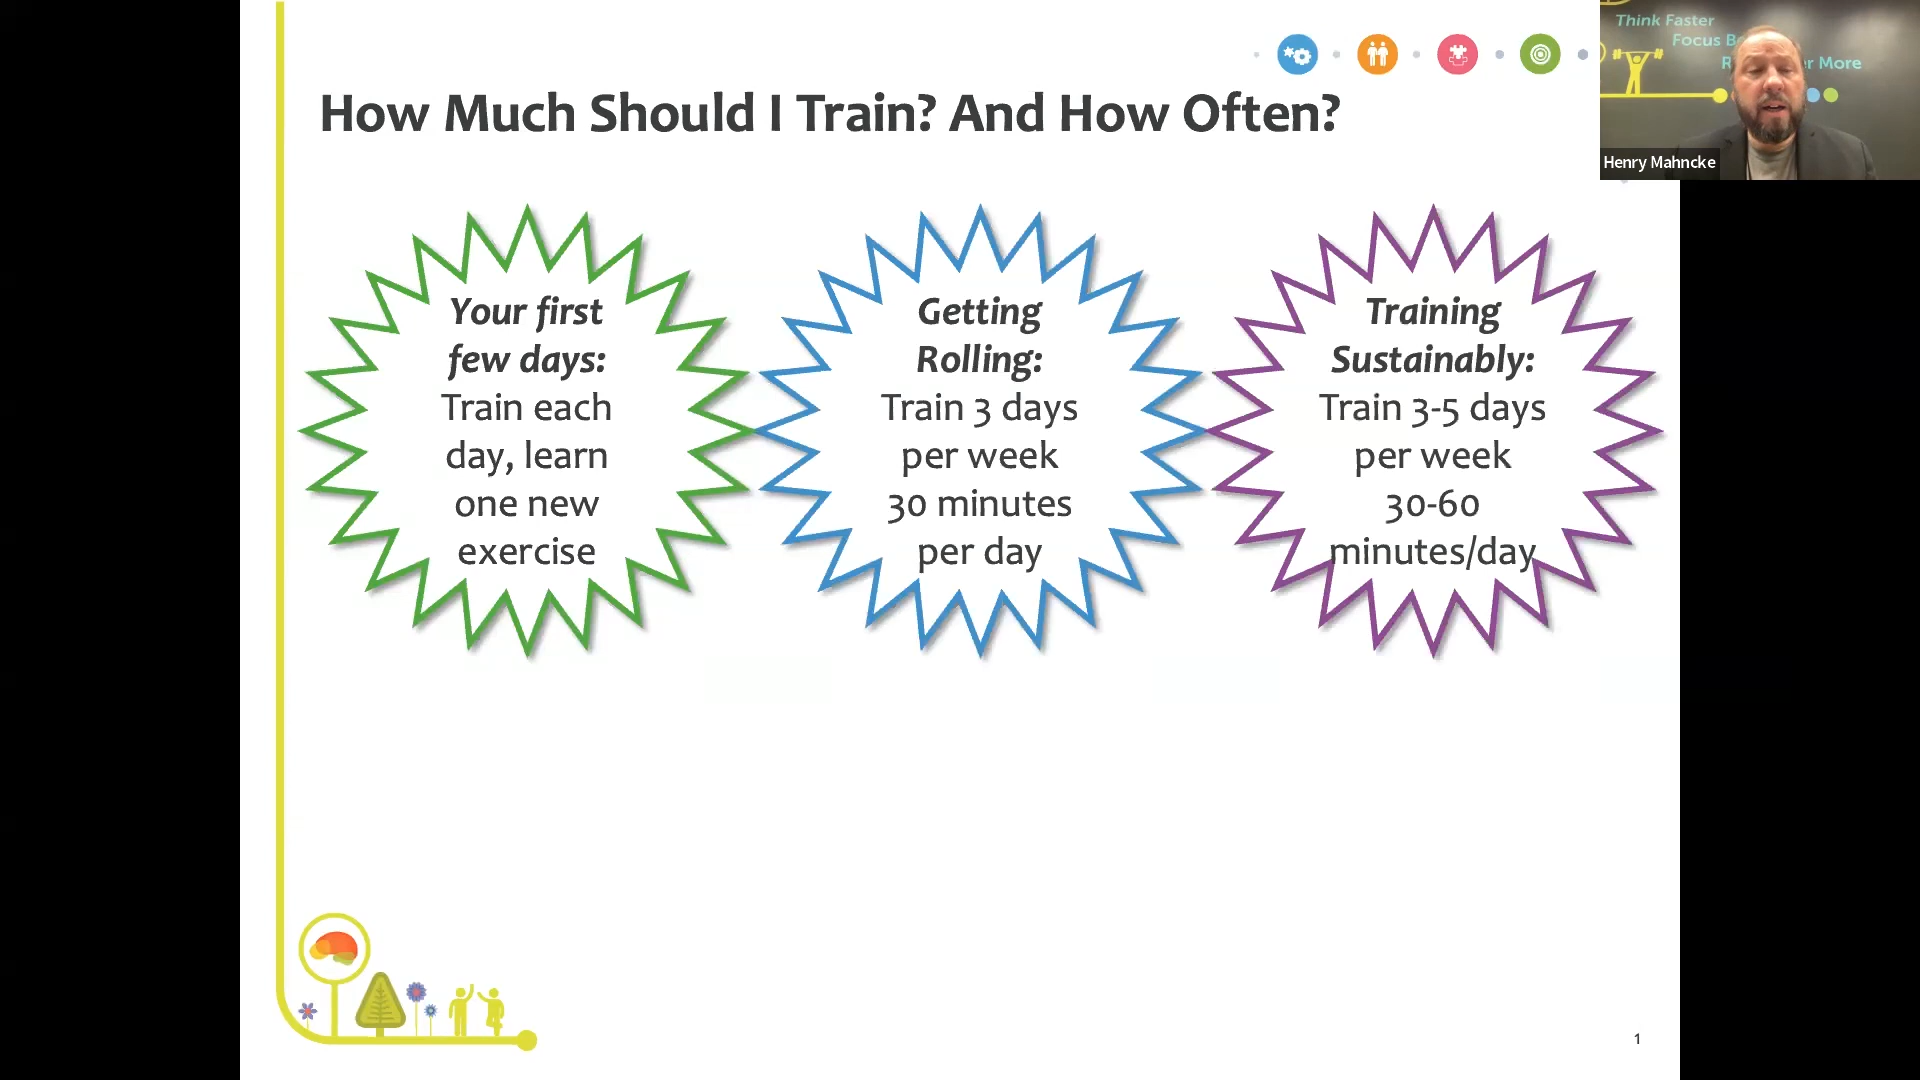 How Much Should I Train? And How Often?
Think Faster
Focus
More
Henry Mahncke
Your first
few days:
Train each
day, learn
one new
exercise
Getting
Rolling:
Train 3 days
per week
30 minutes
per day
Training
Sustainably:
Train 3-5 days
per week
30-60
minutes/day
1